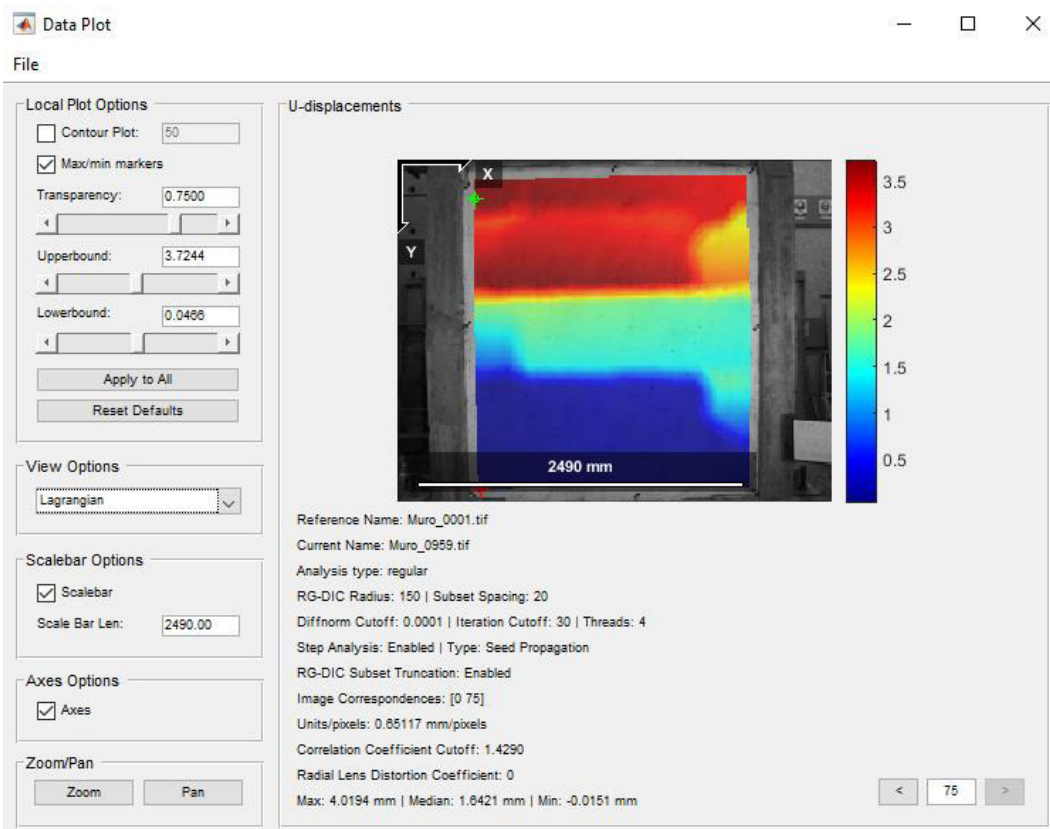 Data Plot
File
Local Plot Options
Contour Plot: 50
Max/min markers
Transparency: 0.7500
Upperbound: 3.7244
Lowerbound: 0.0466
Apply to All
Reset Defaults
View Options
Lagrangian
Scalebar Options
Scalebar
Scale Bar Len: 2490.00
Axes Options
Axes
Zoom/Pan
Zoom Pan
U-displacements
X
Y
2490 mm
3.5
3
2.5
2
1.5
1
0.5
Reference Name: Muro_0001.tif
Current Name: Muro_0959.tif
Analysis type: regular
RG-DIC Radius: 150 | Subset Spacing: 20
Diffnorm Cutoff: 0.0001 | Iteration Cutoff: 30 | Threads: 4
Step Analysis: Enabled | Type: Seed Propagation
RG-DIC Subset Truncation: Enabled
Image Correspondences: [0 75]
Units/pixels: 0.65117 mm/pixels
Correlation Coefficient Cutoff: 1.4290
Radial Lens Distortion Coefficient: 0
Max: 4.0194 mm | Median: 1.6421 mm | Min: -0.0151 mm
< 75 >